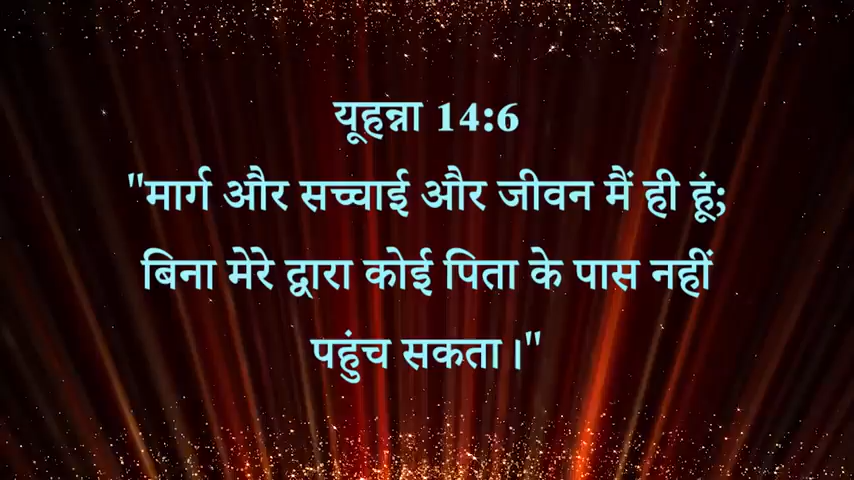 यूहन्ना 14:6
"मार्ग और सच्चाई और जीवन मैं ही हूं;
बिना मेरे द्वारा कोई पिता के पास नहीं
पहुंच सकता।"